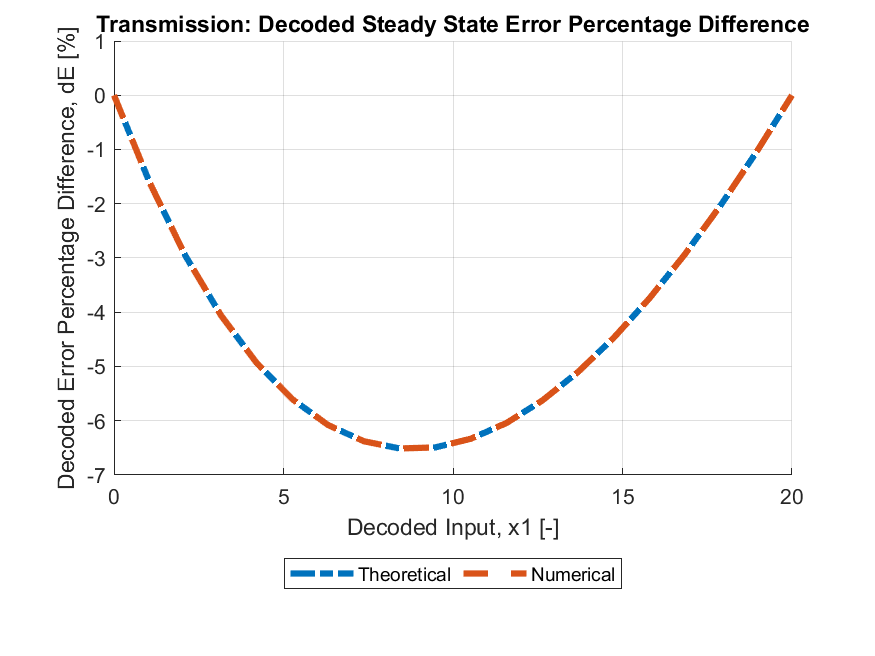 Transmission: Decoded Steady State Error Percentage Difference
Decoded Error Percentage Difference, dE [%]
1
0
-1
-2
-3
-4
-5
-6
-7
0 5 10 15 20
Decoded Input, x1 [-]
Theoretical Numerical